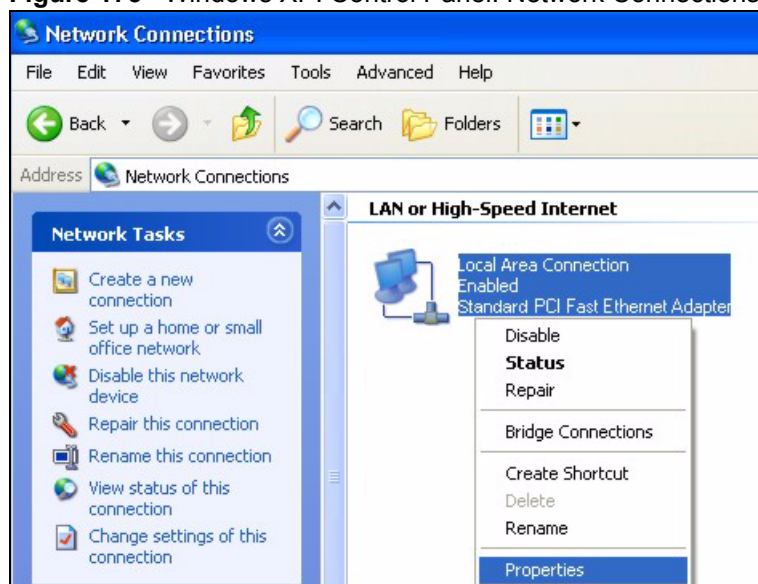 Network Connections
File Edit View Favorites Tools Advanced Help
Back Search Folders
Address Network Connections
Network Tasks
Create a new
connection
Set up a home or small
office network
Disable this network
device
Repair this connection
Rename this connection
View status of this
connection
Change settings of this
connection
LAN or High-Speed Internet
Local Area Connection
Enabled
Standard PCI Fast Ethernet Adapter
Disable
Status
Repair
Bridge Connections
Create Shortcut
Delete
Rename
Properties